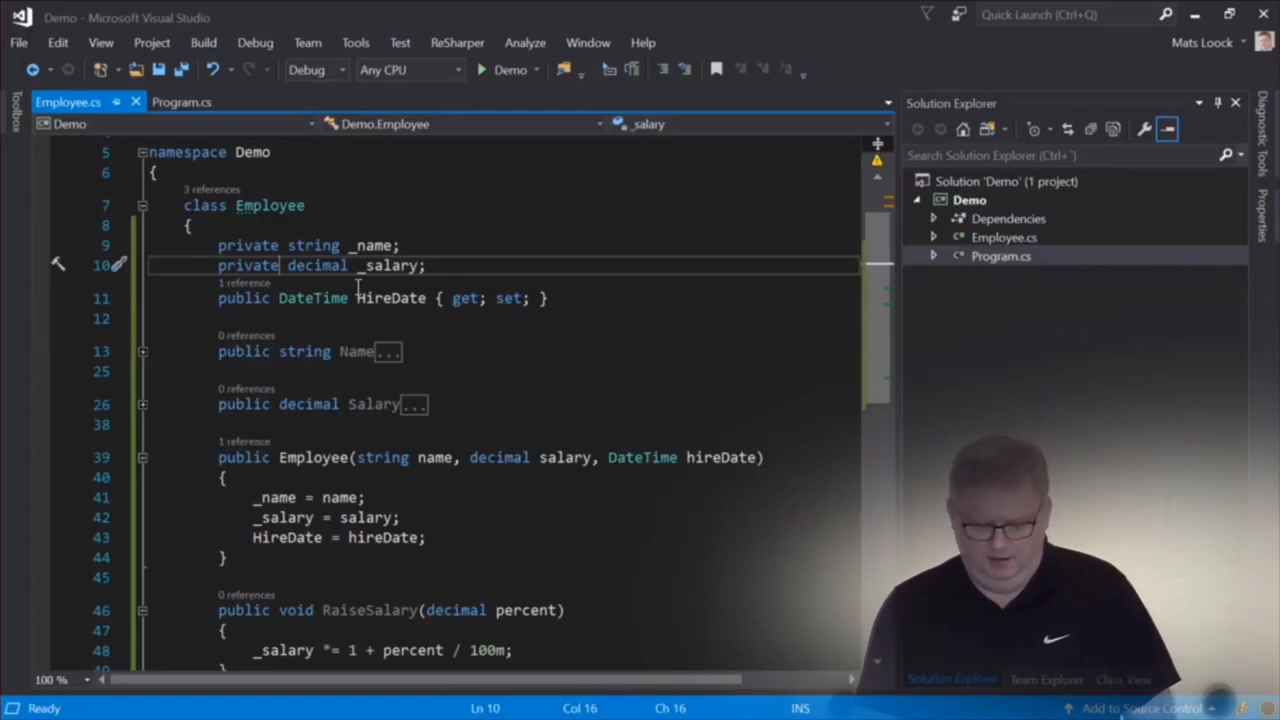 Demo - Microsoft Visual Studio
Quick Launch (Ctrl+Q)
File Edit View Project Build Debug Team Tools Test ReSharper Analyze Window Help
Mats Loock
Debug Any CPU Demo
Toolbox
Employee.cs Program.cs
Demo Demo.Employee _salary
5 namespace Demo
6 {
3 references
7 class Employee
8 {
9 private string _name;
10 private decimal _salary;
1 reference
11 public DateTime HireDate { get; set; }
12
0 references
13 public string Name...
25
0 references
26 public decimal Salary...
38
1 reference
39 public Employee(string name, decimal salary, DateTime hireDate)
40 {
41 _name = name;
42 _salary = salary;
43 HireDate = hireDate;
44 }
45
0 references
46 public void RaiseSalary(decimal percent)
47 {
48 _salary *= 1 + percent / 100m;
}
100 %
Solution Explorer
Search Solution Explorer (Ctrl+¨)
Solution 'Demo' (1 project)
Demo
Dependencies
Employee.cs
Program.cs
Solution Explorer Team Explorer Class View
Diagnostic Tools
Properties
Ready Ln 10 Col 16 Ch 16 INS Add to Source Control